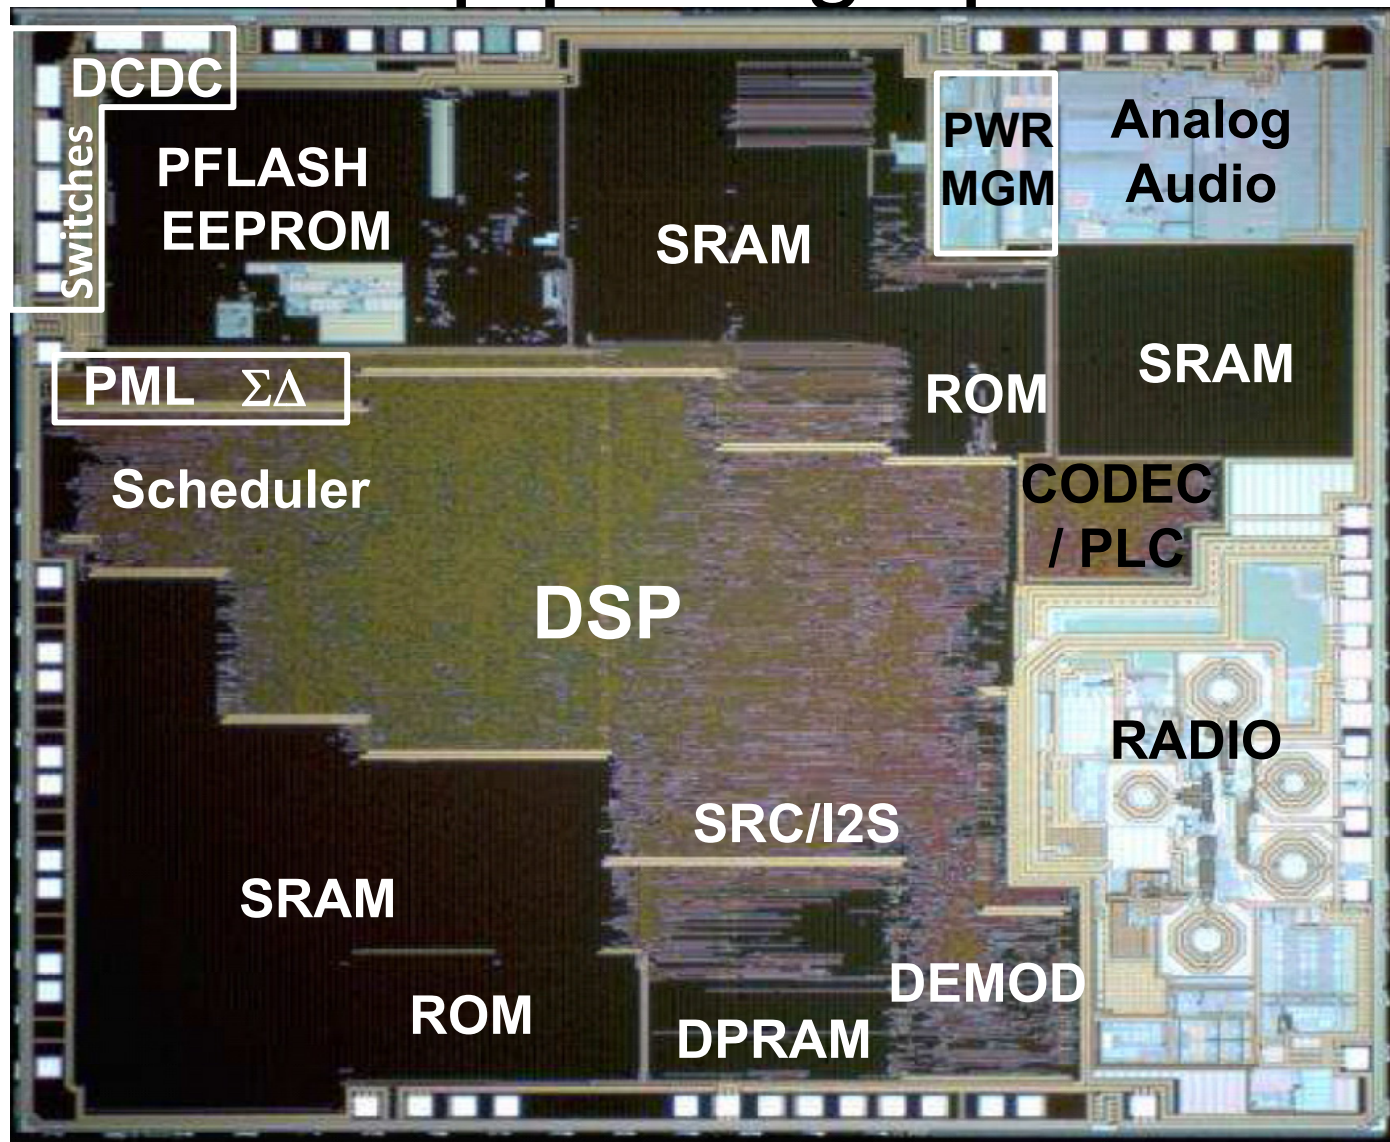 DCDC
Switches
PFLASH
EEPROM
SRAM
PWR
MGM
Analog
Audio
SRAM
PML ΣΔ
ROM
Scheduler
CODEC
/ PLC
DSP
RADIO
SRC/I2S
SRAM
DEMOD
ROM
DPRAM